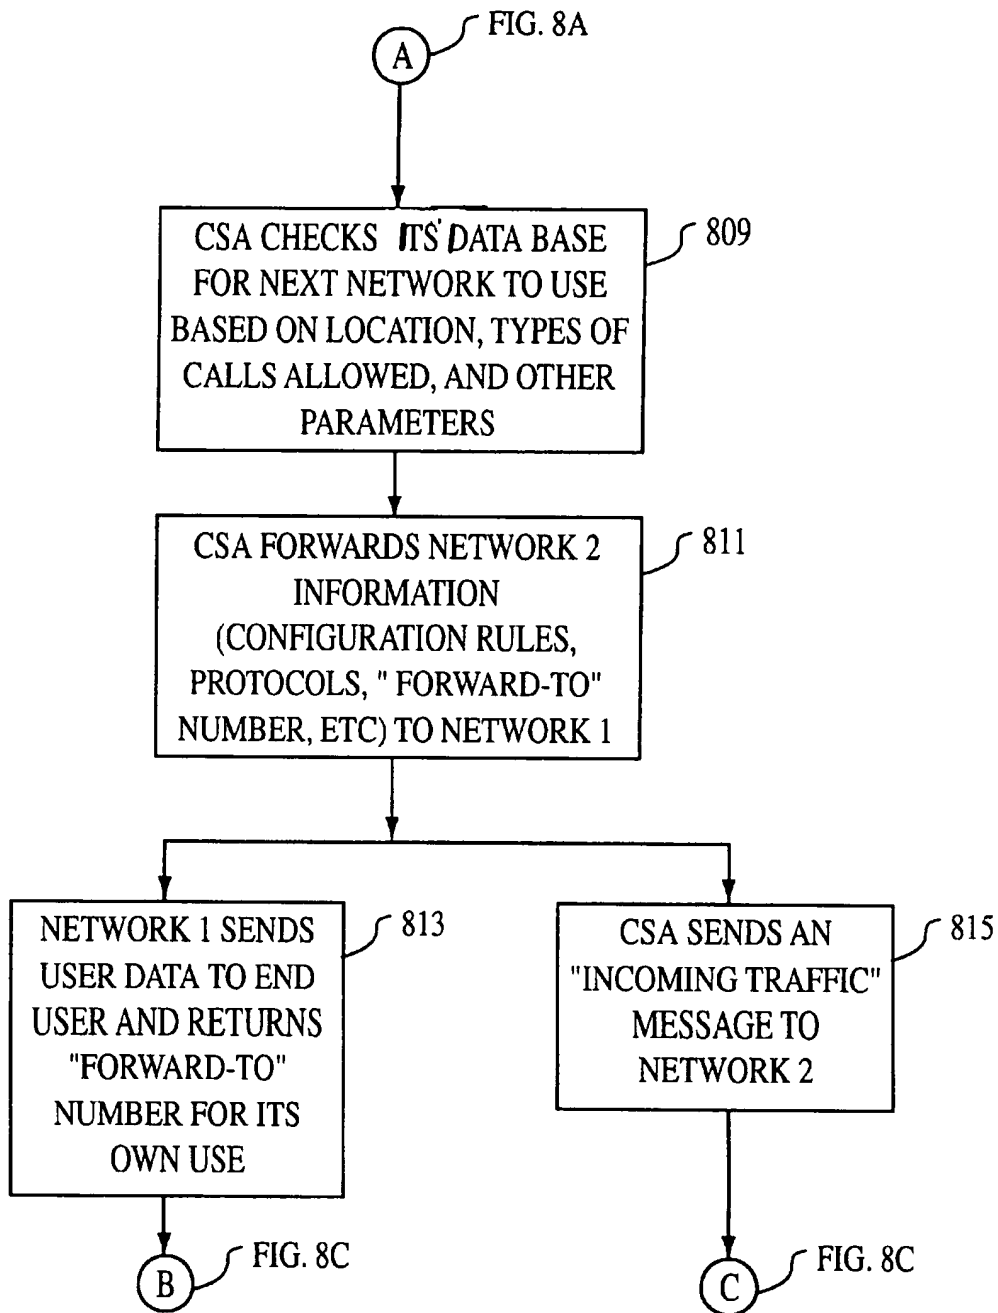 FIG. 8A
A
CSA CHECKS ITS' DATA BASE
FOR NEXT NETWORK TO USE
BASED ON LOCATION, TYPES OF
CALLS ALLOWED, AND OTHER
PARAMETERS
809
CSA FORWARDS NETWORK 2
INFORMATION
(CONFIGURATION RULES,
PROTOCOLS, " FORWARD-TO"
NUMBER, ETC) TO NETWORK 1
811
NETWORK 1 SENDS
USER DATA TO END
USER AND RETURNS
"FORWARD-TO"
NUMBER FOR ITS
OWN USE
813
CSA SENDS AN
"INCOMING TRAFFIC"
MESSAGE TO
NETWORK 2
815
B
FIG. 8C
C
FIG. 8C